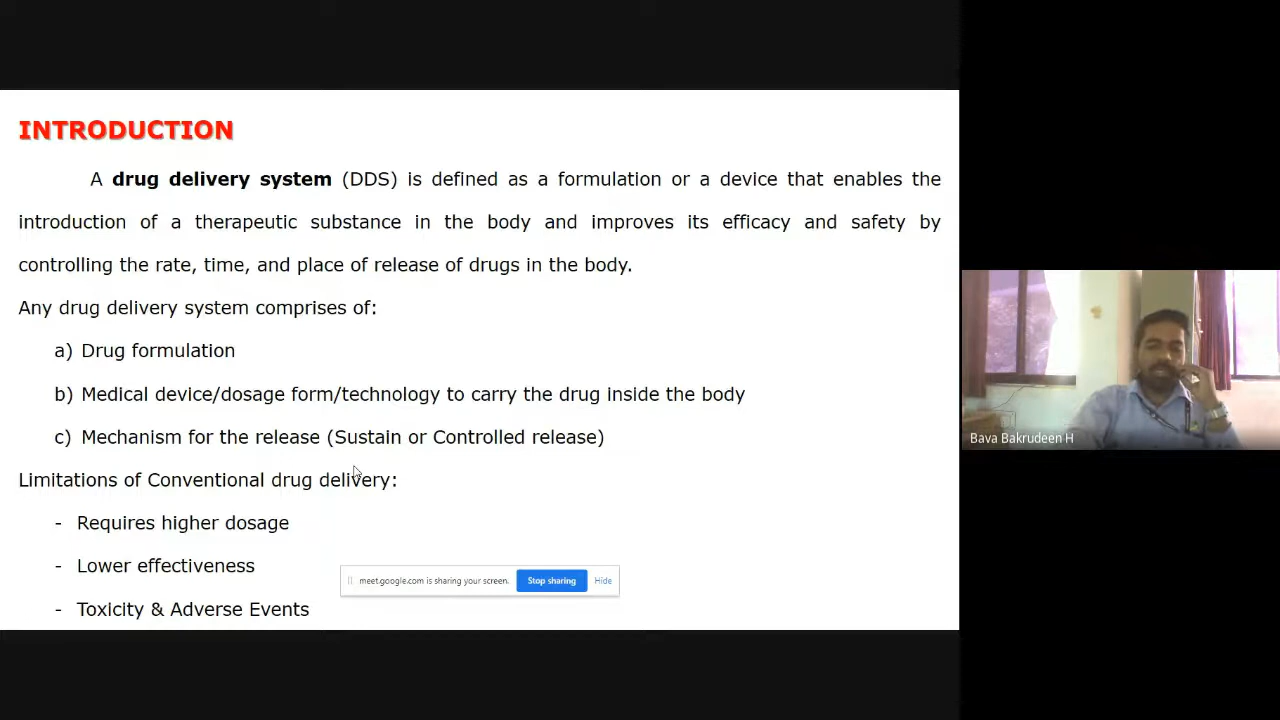 INTRODUCTION
A drug delivery system (DDS) is defined as a formulation or a device that enables the
introduction of a therapeutic substance in the body and improves its efficacy and safety by
controlling the rate, time, and place of release of drugs in the body.
Any drug delivery system comprises of:
a) Drug formulation
b) Medical device/dosage form/technology to carry the drug inside the body
c) Mechanism for the release (Sustain or Controlled release)
Limitations of Conventional drug delivery:
- Requires higher dosage
- Lower effectiveness
- Toxicity & Adverse Events
meet.google.com is sharing your screen. Stop sharing Hide
Bava Bakrudeen H